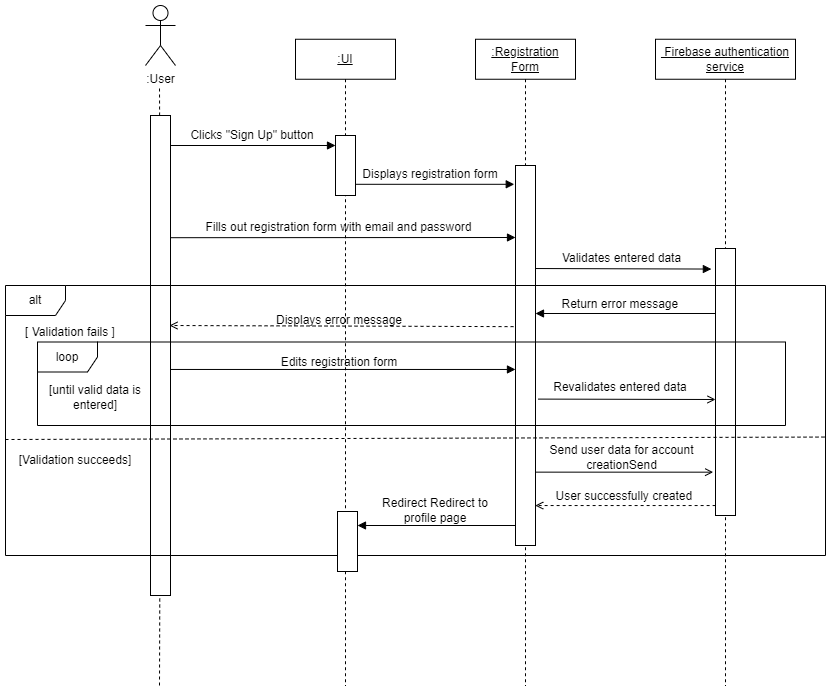 :User
:UI
:Registration
Form
Firebase authentication
service
Clicks "Sign Up" button
Displays registration form
Fills out registration form with email and password
Validates entered data
alt
Return error message
Displays error message
[ Validation fails ]
loop
Edits registration form
[until valid data is
entered]
Revalidates entered data
[Validation succeeds]
Send user data for account
creationSend
User successfully created
Redirect Redirect to
profile page